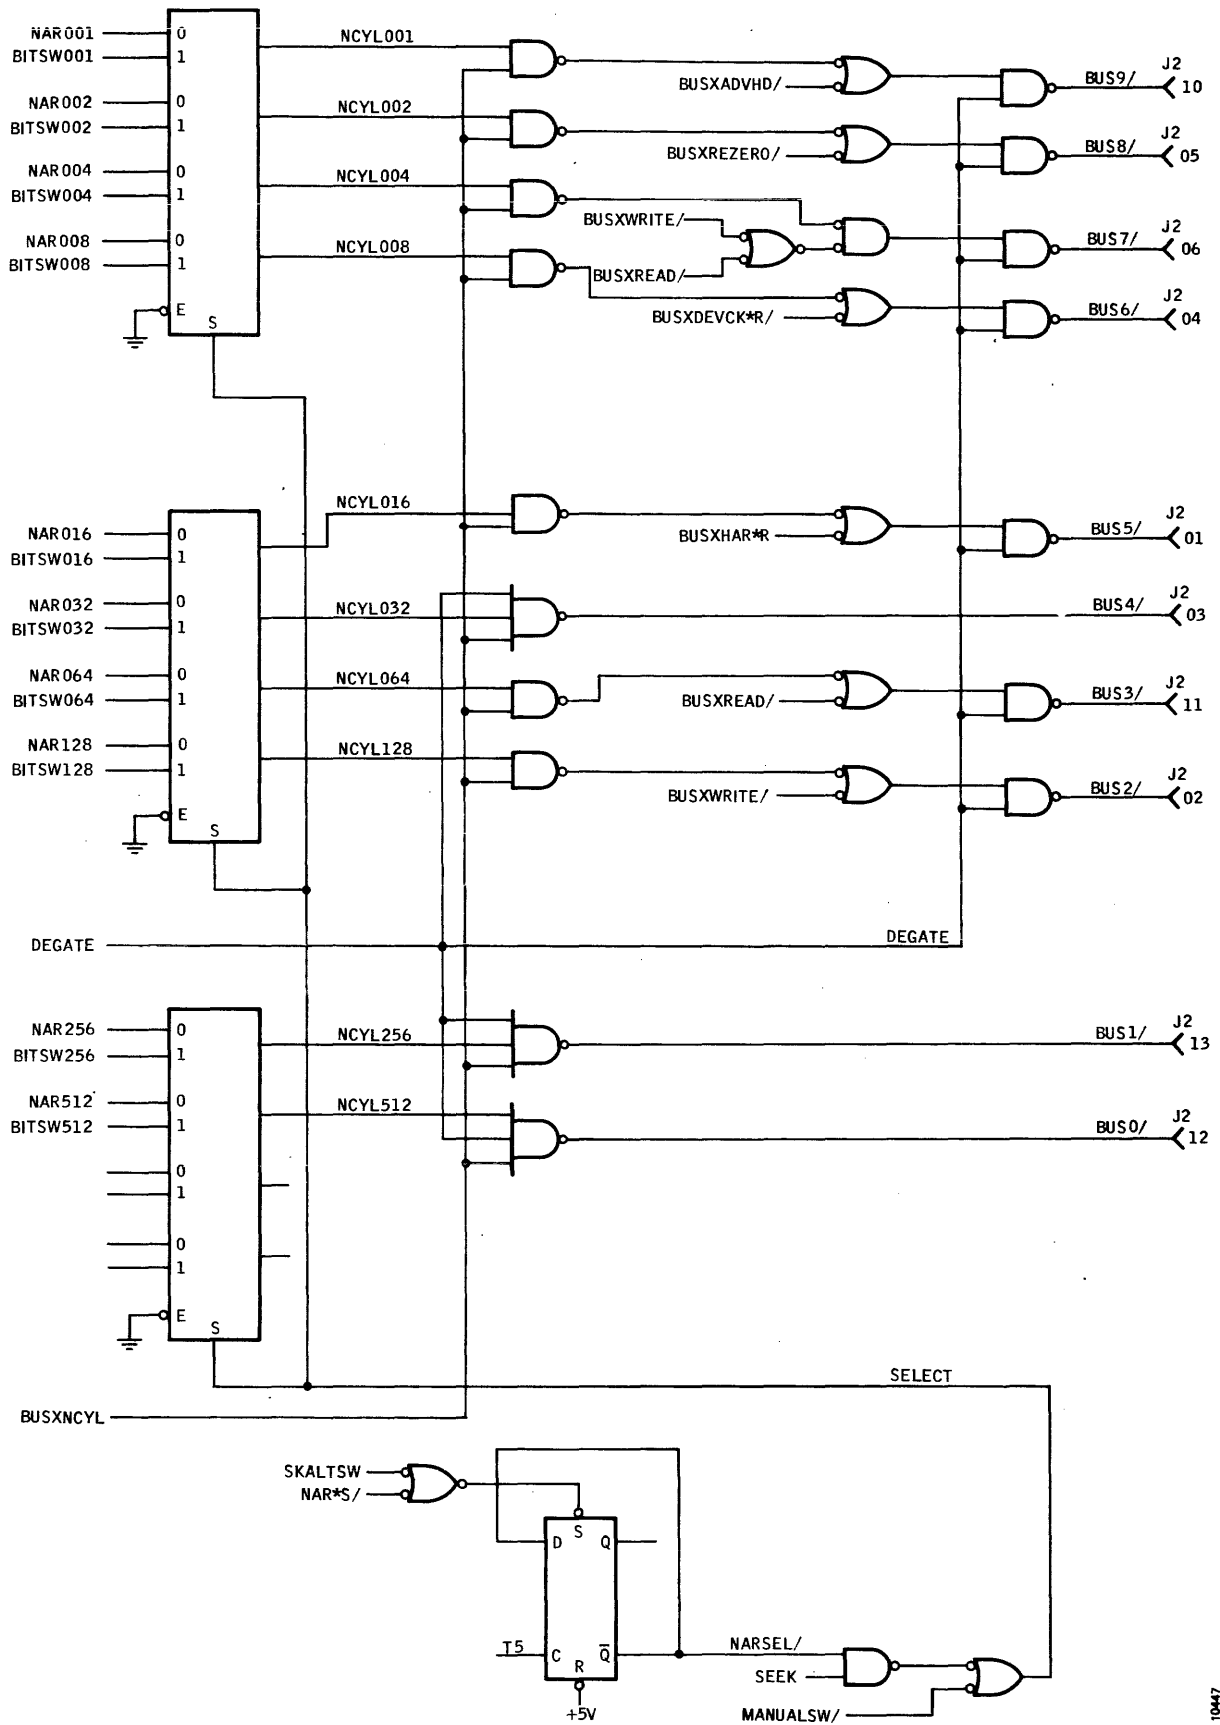 NAR001 0 NCYL001 J2
BITSW001 1 BUSXADVHD/ BUS9/ 10
NAR002 0 NCYL002 J2
BITSW002 1 BUSXREZERO/ BUS8/ 05
NAR004 0 NCYL004
BITSW004 1 BUSXWRITE/ J2
NAR008 0 NCYL008 BUS7/ 06
BITSW008 1 BUSXREAD/
E S BUSXDEVCK*R/ BUS6/ J2 04
NAR016 0 NCYL016 J2
BITSW016 1 BUSXHAR*R BUS5/ 01
NAR032 0 NCYL032 J2
BITSW032 1 BUS4/ 03
NAR064 0 NCYL064 J2
BITSW064 1 BUSXREAD/ BUS3/ 11
NAR128 0 NCYL128 J2
BITSW128 1 BUSXWRITE/ BUS2/ 02
E S
DEGATE DEGATE
NAR256 0 NCYL256 J2
BITSW256 1 BUS1/ 13
NAR512 0 NCYL512 J2
BITSW512 1 BUS0/ 12
0
1
0
1
E S
SELECT
BUSXNCYL
SKALTSW
NAR*S/
S
D Q
T5 C Q NARSEL/
R SEEK
+5V MANUALSW/
10447